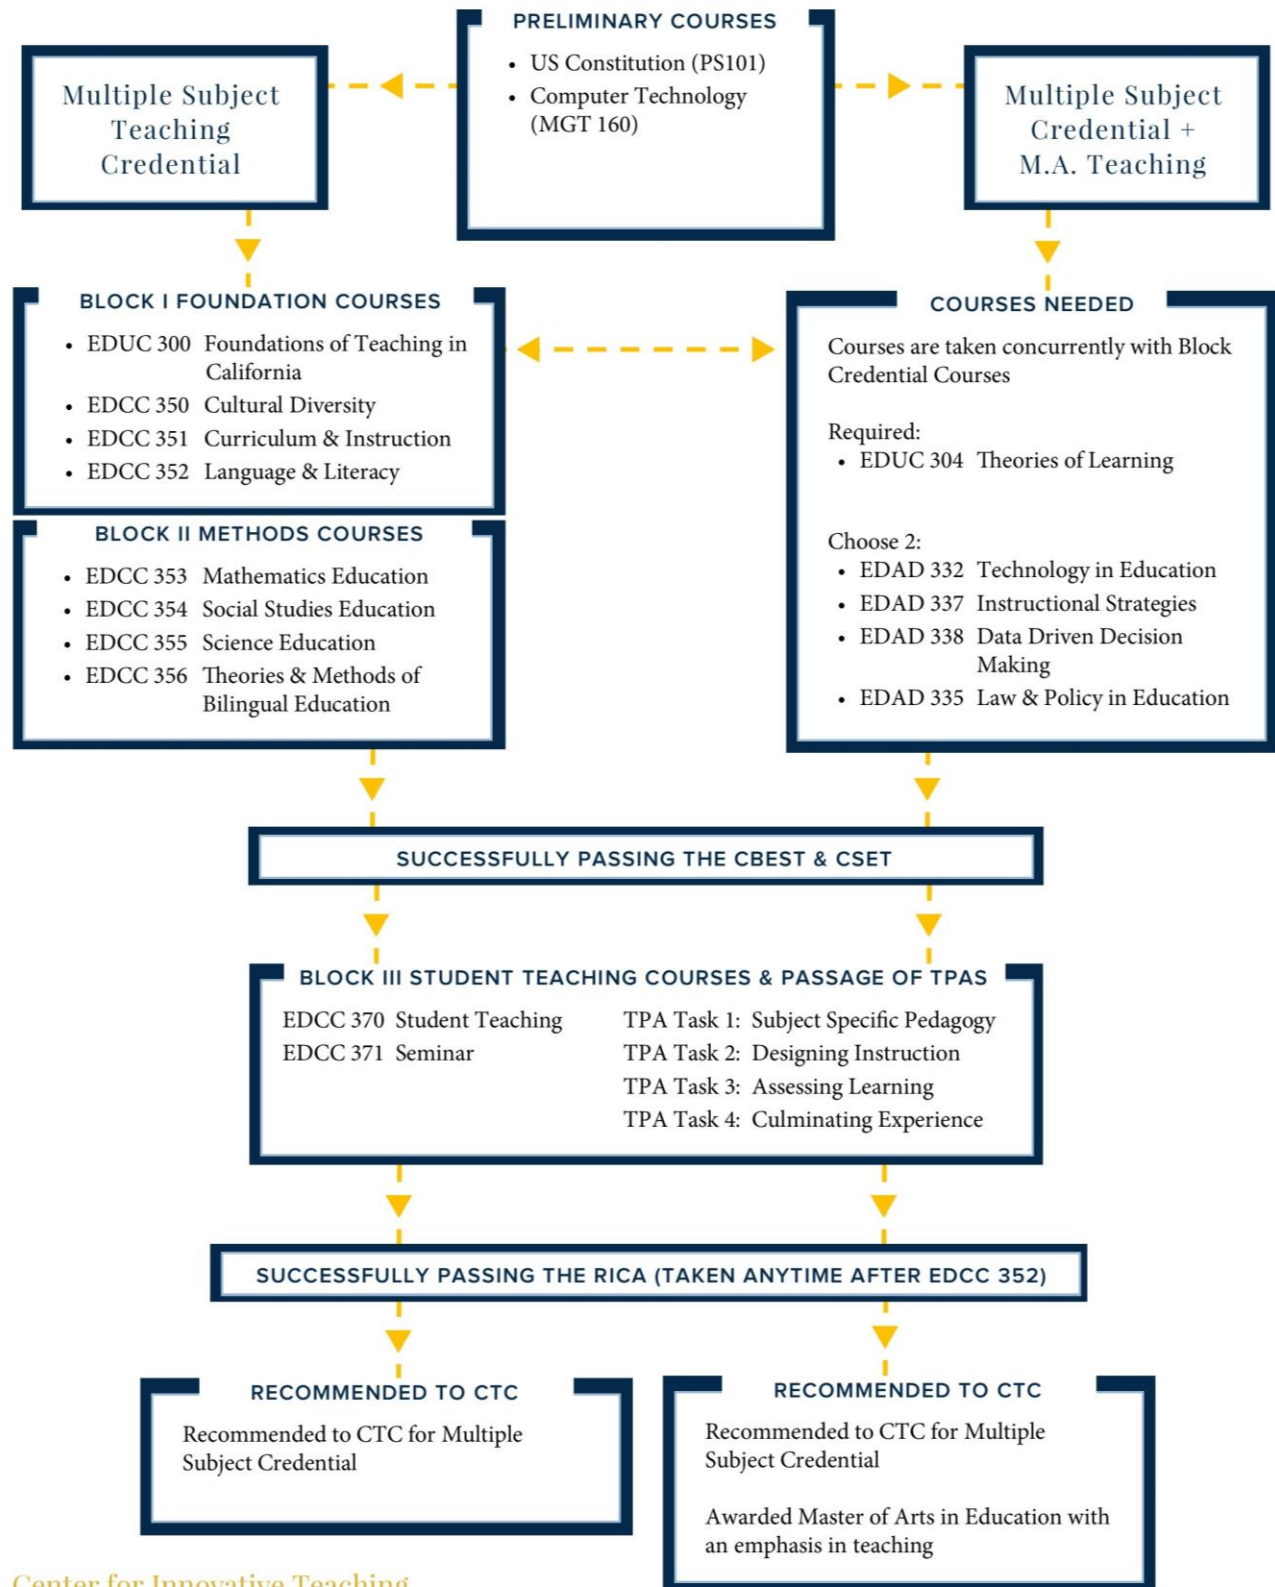 PRELIMINARY COURSES
• US Constitution (PS101)
• Computer Technology
(MGT 160)
Multiple Subject
Teaching
Credential
Multiple Subject
Credential +
M.A. Teaching
BLOCK I FOUNDATION COURSES
• EDUC 300 Foundations of Teaching in
California
• EDCC 350 Cultural Diversity
• EDCC 351 Curriculum & Instruction
• EDCC 352 Language & Literacy
BLOCK II METHODS COURSES
• EDCC 353 Mathematics Education
• EDCC 354 Social Studies Education
• EDCC 355 Science Education
• EDCC 356 Theories & Methods of
Bilingual Education
COURSES NEEDED
Courses are taken concurrently with Block
Credential Courses
Required:
• EDUC 304 Theories of Learning
Choose 2:
• EDAD 332 Technology in Education
• EDAD 337 Instructional Strategies
• EDAD 338 Data Driven Decision
Making
• EDAD 335 Law & Policy in Education
SUCCESSFULLY PASSING THE CBEST & CSET
BLOCK III STUDENT TEACHING COURSES & PASSAGE OF TPAS
EDCC 370 Student Teaching
EDCC 371 Seminar
TPA Task 1: Subject Specific Pedagogy
TPA Task 2: Designing Instruction
TPA Task 3: Assessing Learning
TPA Task 4: Culminating Experience
SUCCESSFULLY PASSING THE RICA (TAKEN ANYTIME AFTER EDCC 352)
RECOMMENDED TO CTC
Recommended to CTC for Multiple
Subject Credential
RECOMMENDED TO CTC
Recommended to CTC for Multiple
Subject Credential
Awarded Master of Arts in Education with
an emphasis in teaching
Center for Innovative Teaching